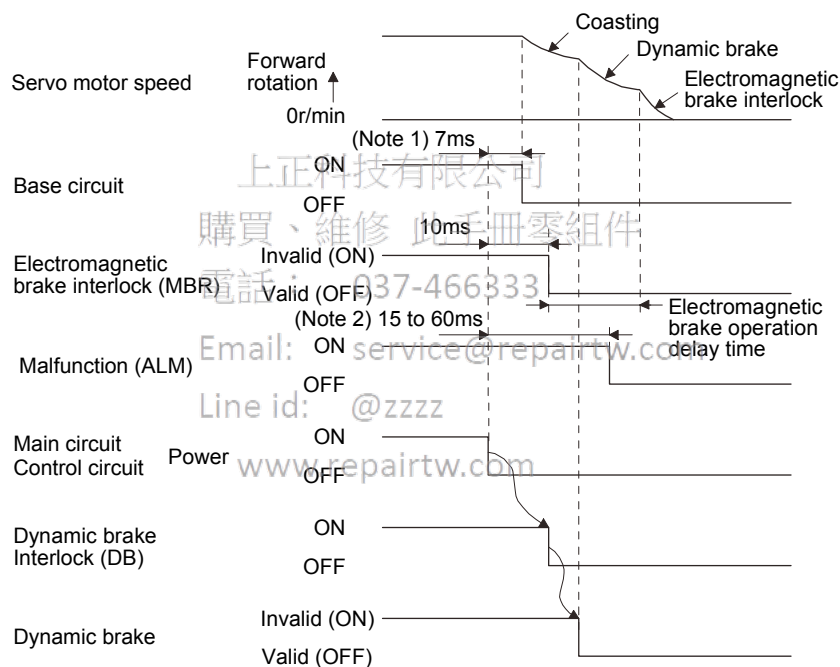 Coasting
Dynamic brake
Electromagnetic
brake interlock
Servo motor speed
Forward
rotation
0r/min
(Note 1) 7ms
Base circuit
ON
OFF
上正科技有限公司
購買、維修 此手冊零組件
10ms
Electromagnetic
brake interlock (MBR)
Invalid (ON)
Valid (OFF)
電話： 037-466333
Electromagnetic
brake operation
delay time
(Note 2) 15 to 60ms
Malfunction (ALM)
ON
OFF
Email: service@repairtw.com
Line id: @zzzz
Main circuit
Control circuit
Power
ON
OFF
www.repairtw.com
Dynamic brake
Interlock (DB)
ON
OFF
Dynamic brake
Invalid (ON)
Valid (OFF)